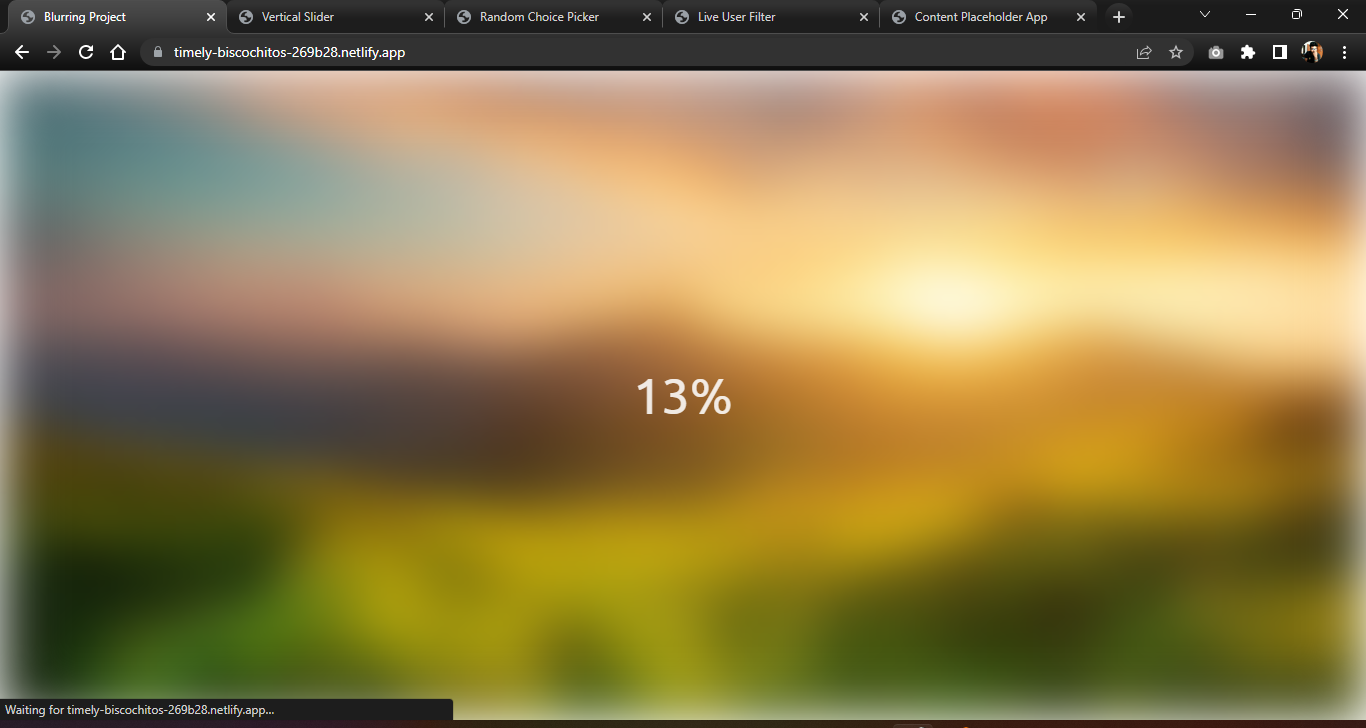 Blurring Project
Vertical Slider
Random Choice Picker
Live User Filter
Content Placeholder App
timely-biscochitos-269b28.netlify.app
13%
Waiting for timely-biscochitos-269b28.netlify.app...